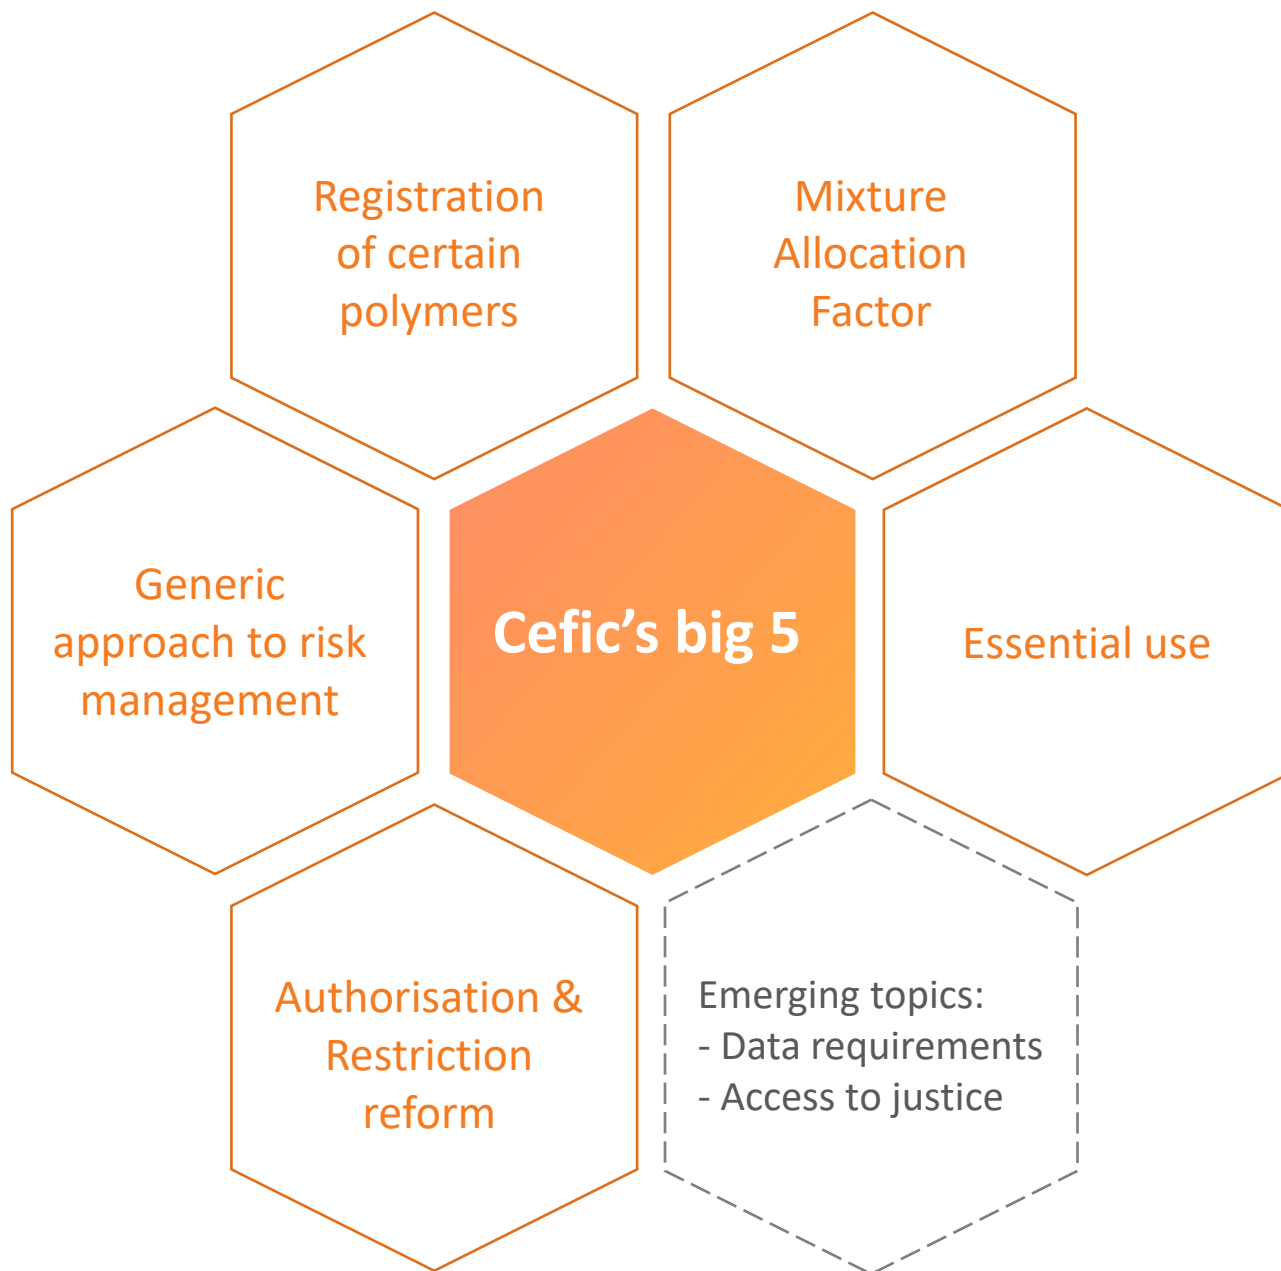 Registration
of certain
polymers
Mixture
Allocation
Factor
Generic
approach to risk
management
Cefic’s big 5
Essential use
Authorisation &
Restriction
reform
Emerging topics:
- Data requirements
- Access to justice